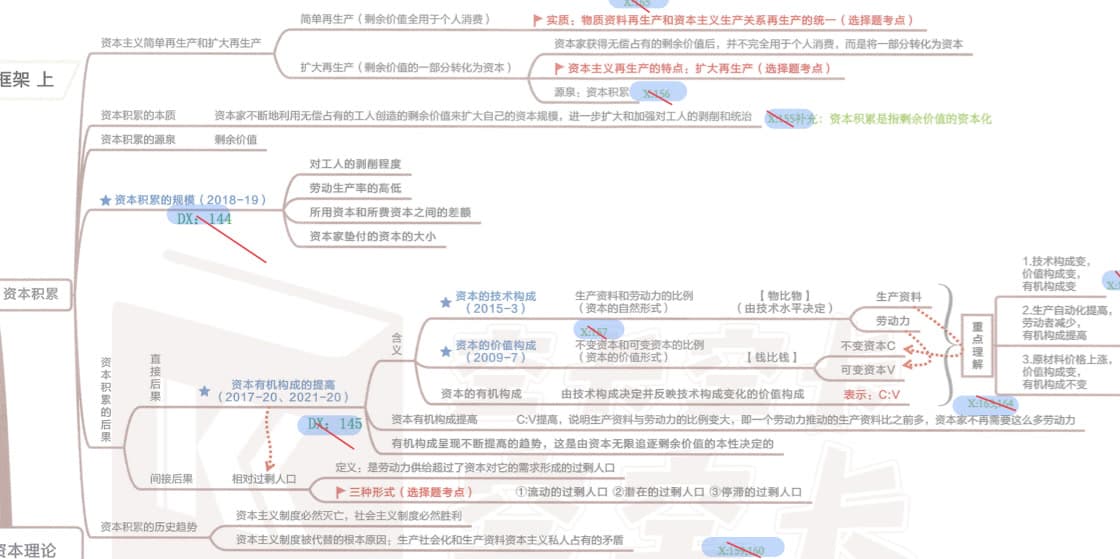 X:165
简单再生产（剩余价值全用于个人消费）
实质：物质资料再生产和资本主义生产关系再生产的统一（选择题考点）
资本主义简单再生产和扩大再生产
资本家获得无偿占有的剩余价值后，并不完全用于个人消费，而是将一部分转化为资本
扩大再生产（剩余价值的一部分转化为资本）
资本主义再生产的特点：扩大再生产（选择题考点）
源泉：资本积累
X:156
框架 上
资本积累的本质
资本家不断地利用无偿占有的工人创造的剩余价值来扩大自己的资本规模，进一步扩大和加强对工人的剥削和统治
X:155补充：资本积累是指剩余价值的资本化
资本积累的源泉
剩余价值
对工人的剥削程度
劳动生产率的高低
资本积累的规模（2018-19）
DX：144
所用资本和所费资本之间的差额
资本家垫付的资本的大小
资本积累
资本的技术构成
（2015-3）
生产资料和劳动力的比例
（资本的自然形式）
【物比物】
（由技术水平决定）
生产资料
劳动力
含义
X:157
资本的价值构成
（2009-7）
不变资本和可变资本的比例
（资本的价值形式）
【钱比钱】
不变资本C
可变资本V
重点理解
1.技术构成变，
价值构成变，
有机构成变
2.生产自动化提高，
劳动者减少，
有机构成提高
3.原材料价格上涨，
价值构成变，
有机构成不变
资本的有机构成
由技术构成决定并反映技术构成变化的价值构成
表示：C:V
X:163,164
资本积累的后果
直接后果
资本有机构成的提高
（2017-20、2021-20）
DX：145
资本有机构成提高
C:V提高，说明生产资料与劳动力的比例变大，即一个劳动力推动的生产资料比之前多，资本家不再需要这么多劳动力
有机构成呈现不断提高的趋势，这是由资本无限追逐剩余价值的本性决定的
间接后果
相对过剩人口
定义：是劳动力供给超过了资本对它的需求形成的过剩人口
三种形式（选择题考点）
①流动的过剩人口 ②潜在的过剩人口 ③停滞的过剩人口
资本积累的历史趋势
资本主义制度必然灭亡，社会主义制度必然胜利
资本主义制度被代替的根本原因：生产社会化和生产资料资本主义私人占有的矛盾
X:159,160
资本理论